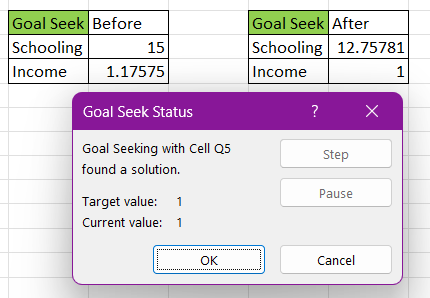 Goal Seek Before
Schooling 15
Income 1.17575
Goal Seek After
Schooling 12.75781
Income 1
Goal Seek Status ? ×
Goal Seeking with Cell Q5
found a solution.
Target value: 1
Current value: 1
Step
Pause
OK
Cancel